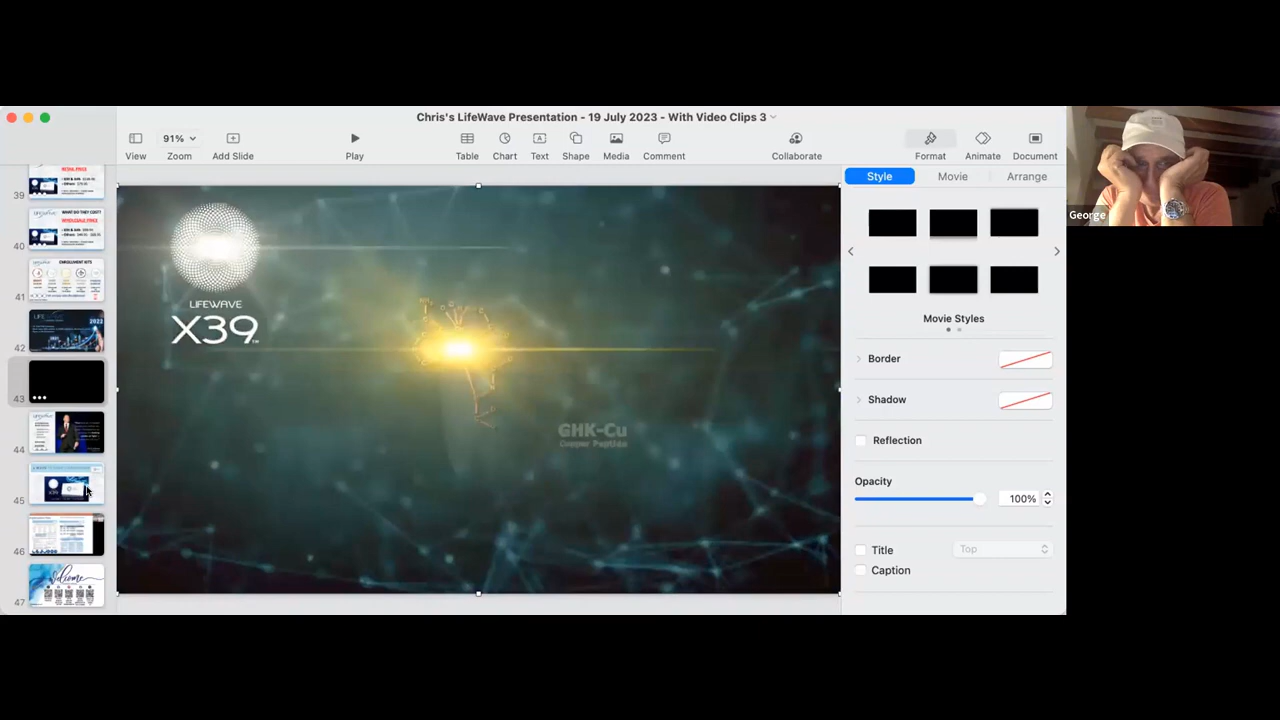 Chris's LifeWave Presentation - 19 July 2023 - With Video Clips 3
91%
View
Zoom
Add Slide
Play
Table
Chart
Text
Shape
Media
Comment
Collaborate
Format
Animate
Document
Style
Movie
Arrange
George
39
WHAT DO THEY COST?
WHOLESALE PRICE
40
ENROLLMENT KITS
41
2022
42
43
44
45
46
Welcome
47
LIFEWAVE
X39
GHK-Cu
Copper Peptide
Movie Styles
Border
Shadow
Reflection
Opacity
100%
Title
Top
Caption